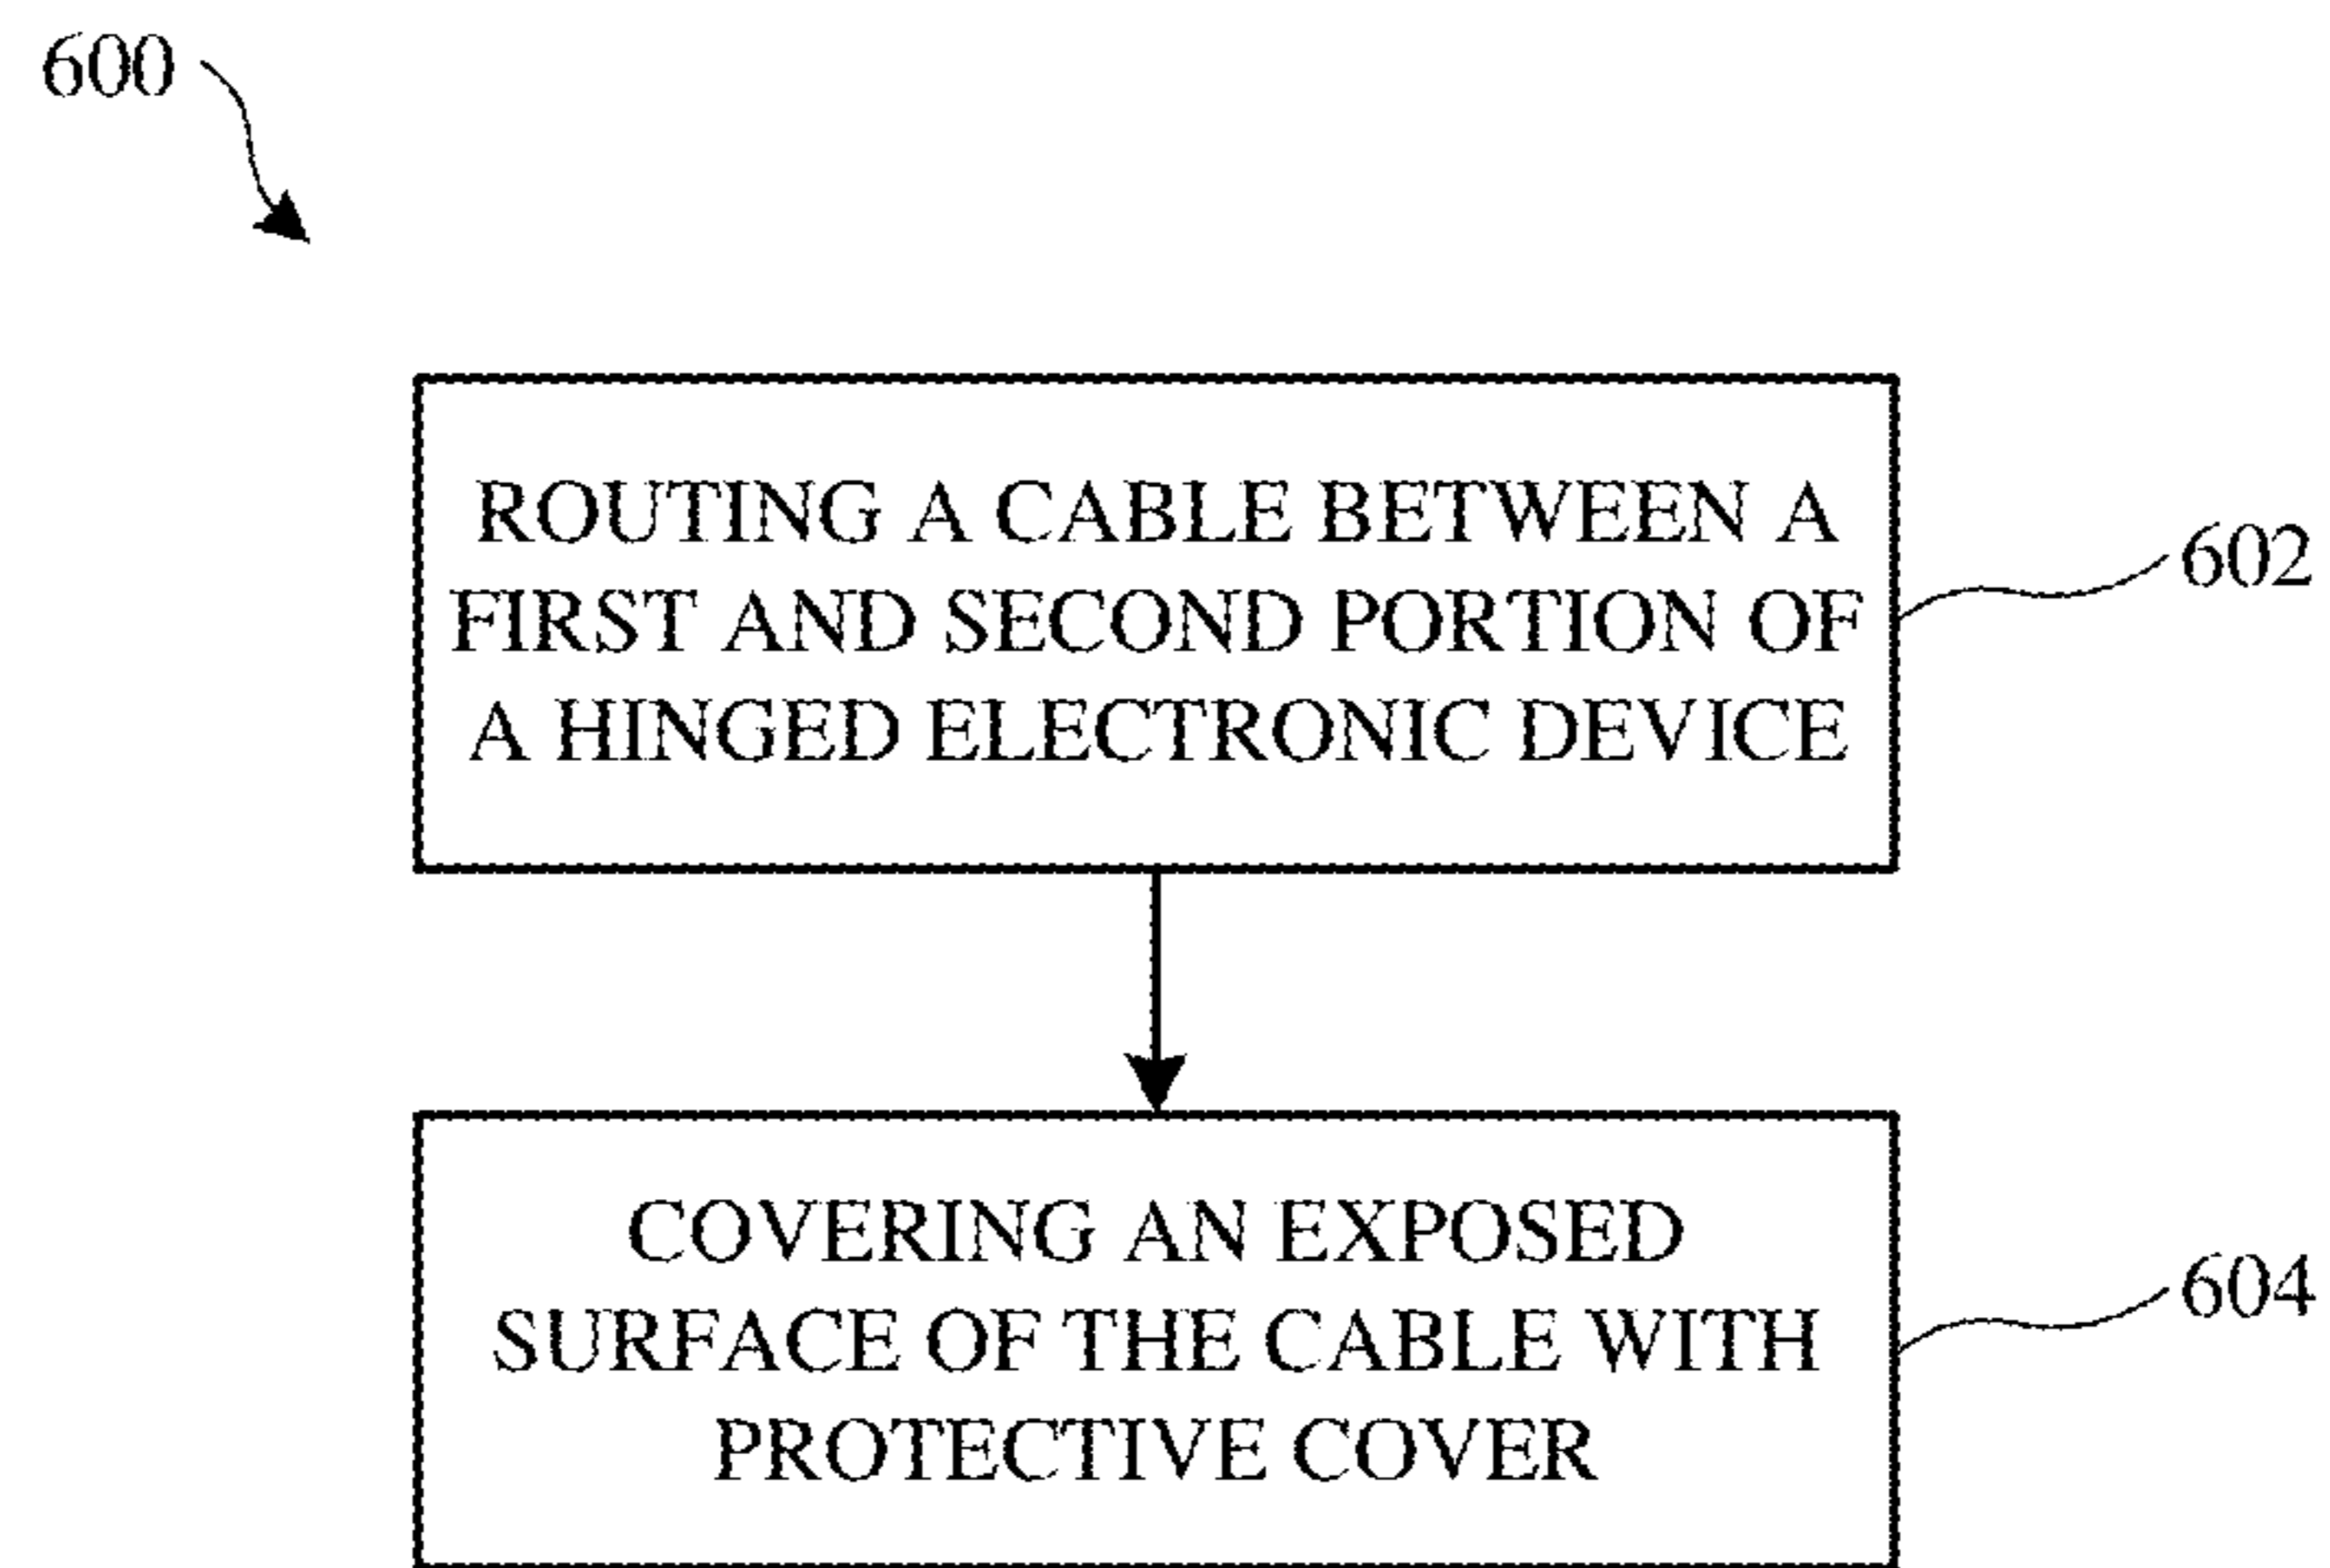 600
ROUTING A CABLE BETWEEN A
FIRST AND SECOND PORTION OF
A HINGED ELECTRONIC DEVICE
602
COVERING AN EXPOSED
SURFACE OF THE CABLE WITH
PROTECTIVE COVER
604